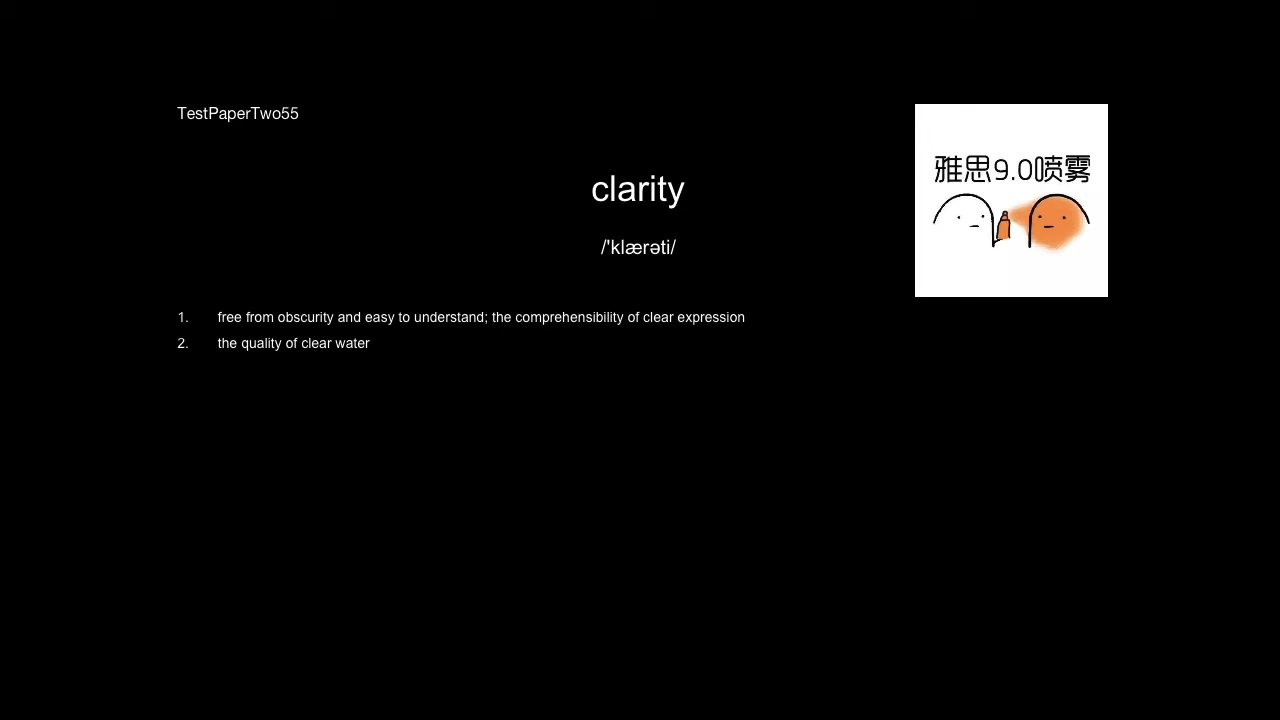 TestPaperTwo55
雅思9.0喷雾
clarity
/'klærəti/
1. free from obscurity and easy to understand; the comprehensibility of clear expression
2. the quality of clear water